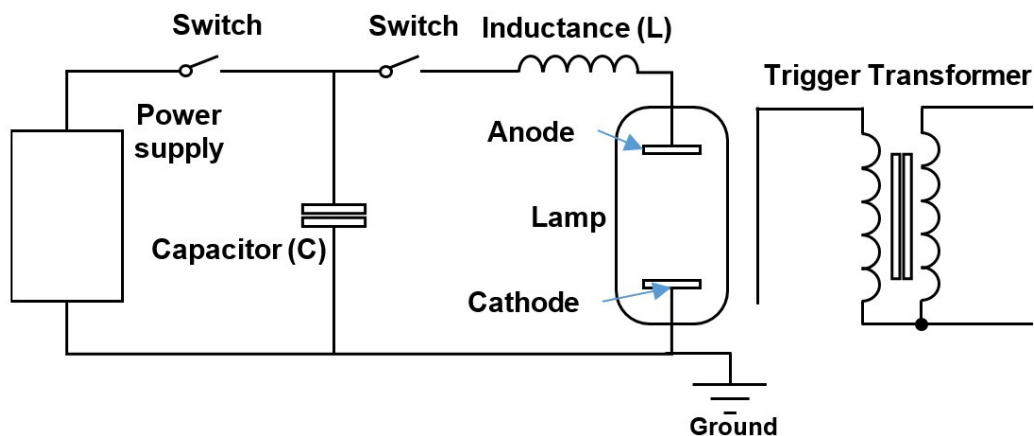 Switch
Switch
Inductance (L)
Trigger Transformer
Power
supply
Anode
Lamp
Capacitor (C)
Cathode
Ground